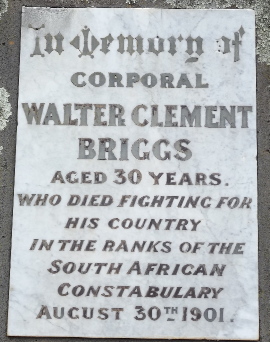 In Memory of
CORPORAL
WALTER CLEMENT
BRIGGS
AGED 30 YEARS.
WHO DIED FIGHTING FOR
HIS COUNTRY
IN THE RANKS OF THE
SOUTH AFRICAN
CONSTABULARY
AUGUST 30TH 1901.